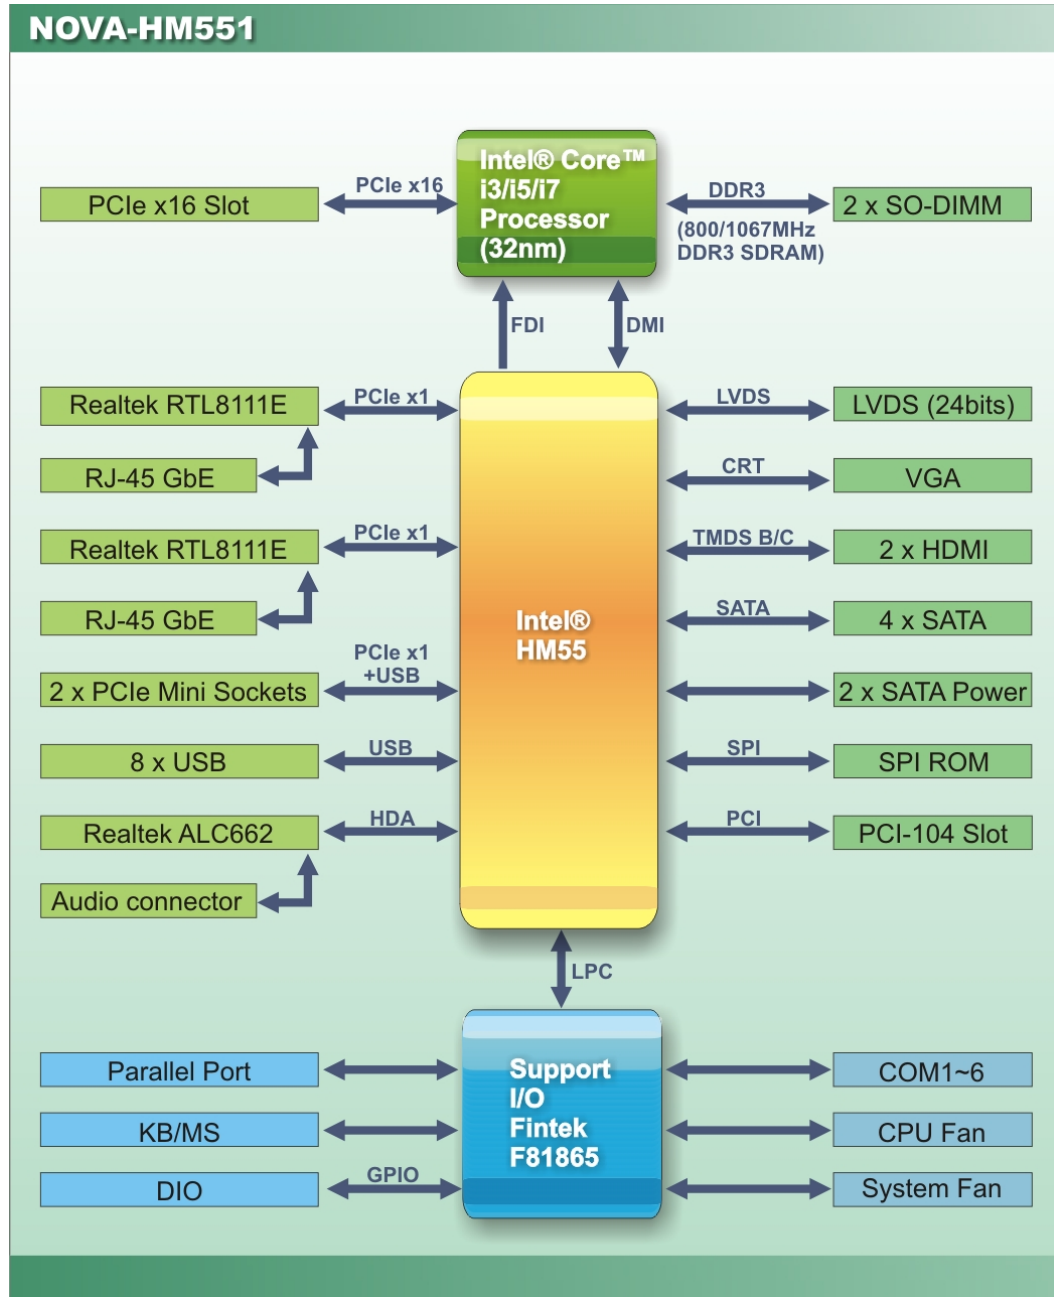 NOVA-HM551
Intel® Core™
i3/i5/i7
Processor
(32nm)
PCIe x16 Slot
PCIe x16
DDR3
(800/1067MHz
DDR3 SDRAM)
2 x SO-DIMM
FDI
DMI
Realtek RTL8111E
PCIe x1
RJ-45 GbE
Realtek RTL8111E
PCIe x1
RJ-45 GbE
2 x PCIe Mini Sockets
PCIe x1
+USB
8 x USB
USB
Realtek ALC662
HDA
Audio connector
Intel®
HM55
LVDS
LVDS (24bits)
CRT
VGA
TMDS B/C
2 x HDMI
SATA
4 x SATA
2 x SATA Power
SPI
SPI ROM
PCI
PCI-104 Slot
LPC
Support
I/O
Fintek
F81865
Parallel Port
KB/MS
DIO
GPIO
COM1~6
CPU Fan
System Fan